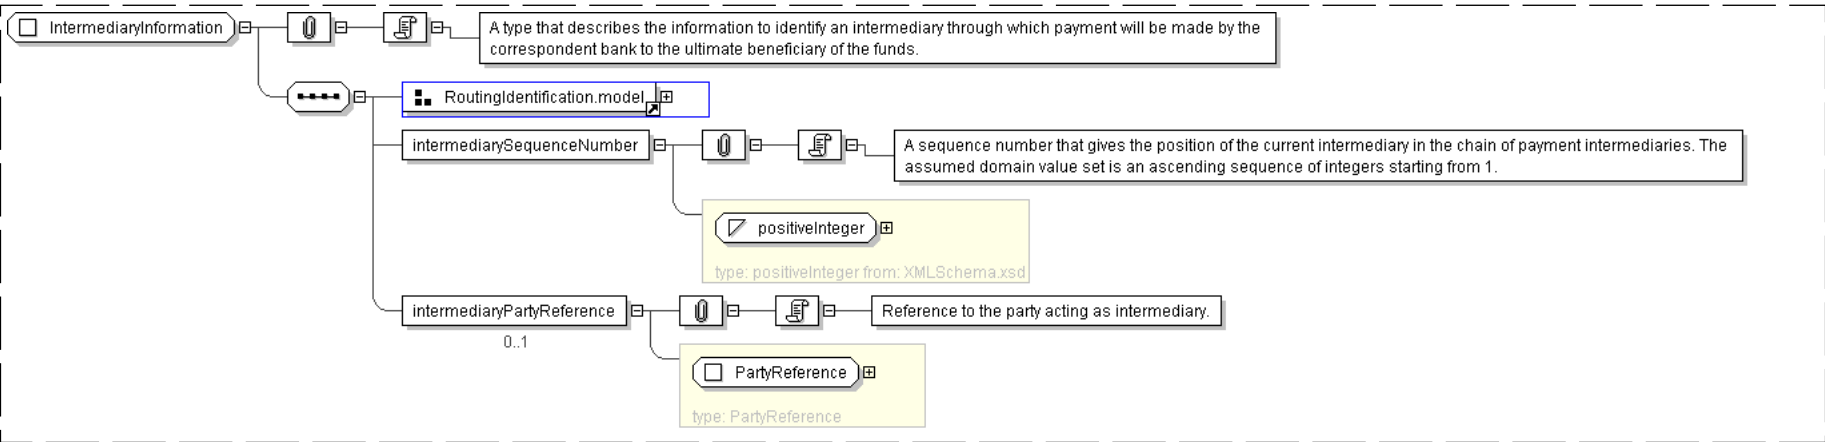 IntermediaryInformation
A type that describes the information to identify an intermediary through which payment will be made by the
correspondent bank to the ultimate beneficiary of the funds.
RoutingIdentification.model
intermediarySequenceNumber
A sequence number that gives the position of the current intermediary in the chain of payment intermediaries. The
assumed domain value set is an ascending sequence of integers starting from 1.
positiveInteger
type: positiveInteger from: XMLSchema.xsd
intermediaryPartyReference
Reference to the party acting as intermediary.
0..1
PartyReference
type: PartyReference